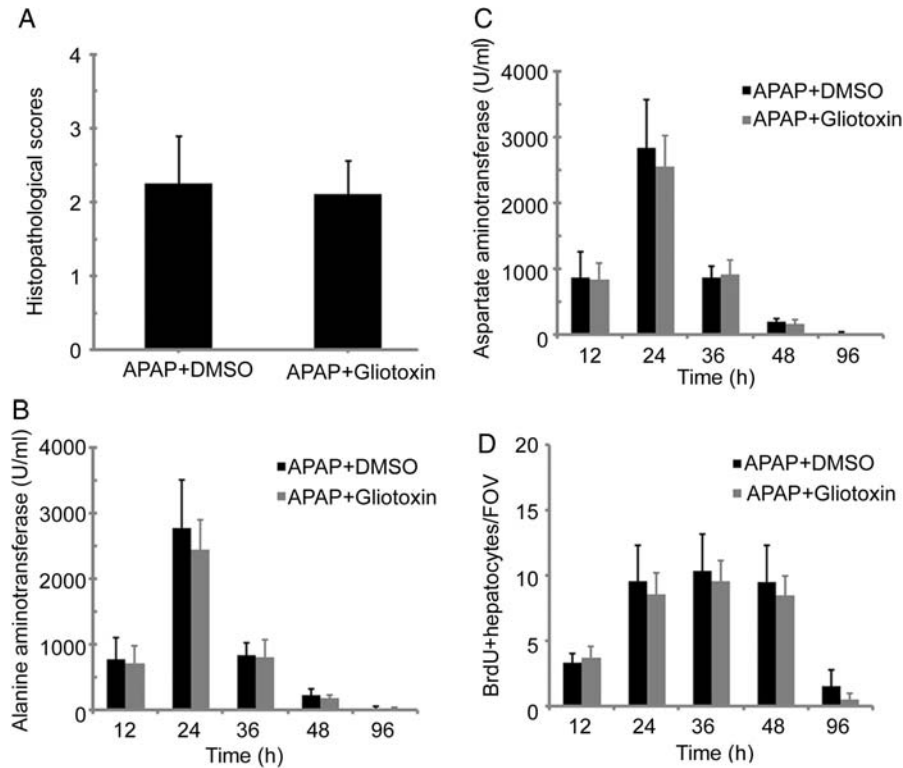 A
Histopathological scores
4
3
2
1
0
APAP+DMSO
APAP+Gliotoxin
B
Alanine aminotransferase (U/ml)
4000
3000
2000
1000
0
APAP+DMSO
APAP+Gliotoxin
12 24 36 48 96
Time (h)
C
Aspartate aminotransferase (U/ml)
4000
3000
2000
1000
0
APAP+DMSO
APAP+Gliotoxin
12 24 36 48 96
Time (h)
D
BrdU+hepatocytes/FOV
20
15
10
5
0
APAP+DMSO
APAP+Gliotoxin
12 24 36 48 96
Time (h)